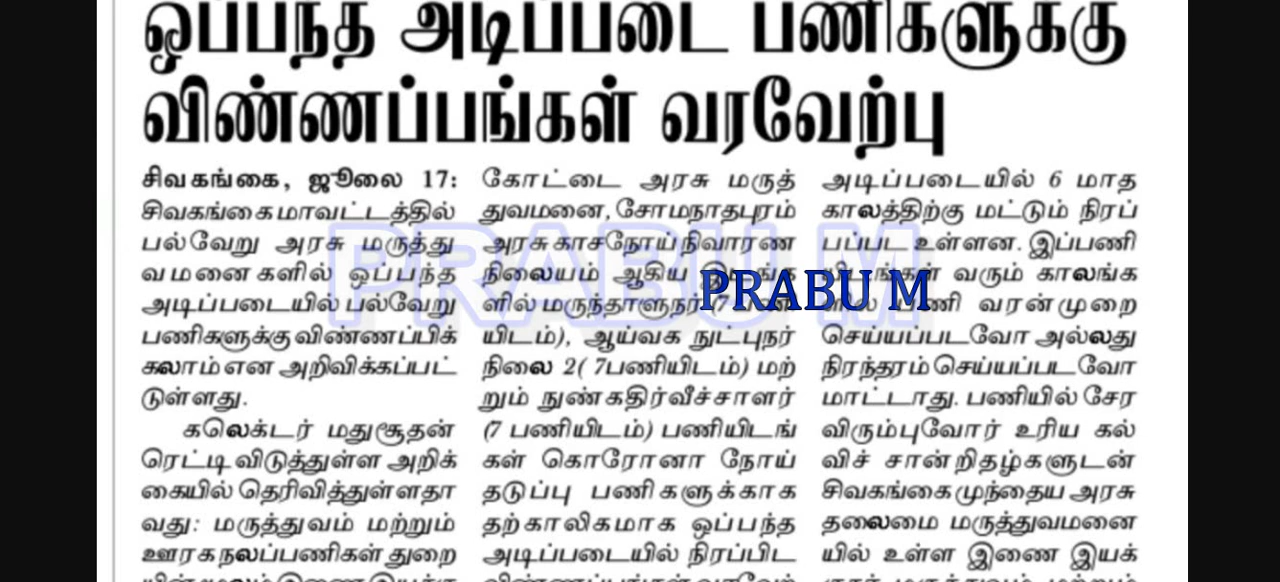 ஒப்பந்த அடிப்படை பணிகளுக்கு
விண்ணப்பங்கள் வரவேற்பு
சிவகங்கை, ஜூலை 17:
சிவகங்கை மாவட்டத்தில்
பல்வேறு அரசு மருத்து
வமனைகளில் ஒப்பந்த
அடிப்படையில் பல்வேறு
பணிகளுக்கு விண்ணப்பிக்
கலாம் என அறிவிக்கப்பட்
டுள்ளது.
கலெக்டர் மதுசூதன்
ரெட்டி விடுத்துள்ள அறிக்
கையில் தெரிவித்துள்ளதா
வது: மருத்துவம் மற்றும்
ஊரக நலப்பணிகள் துறை
கோட்டை அரசு மருத்
துவமனை, சோமநாதபுரம்
அரசு காசநோய் நிவாரண
நிலையம் ஆகிய
ளில் மருந்தாளுநர் (7
யிடம்), ஆய்வக நுட்புநர்
நிலை 2( 7பணியிடம்) மற்
றும் நுண்கதிர்வீச்சாளர்
(7 பணியிடம்) பணியிடங்
கள் கொரோனா நோய்
தடுப்பு பணிகளுக்காக
தற்காலிகமாக ஒப்பந்த
அடிப்படையில் நிரப்பிட
அடிப்படையில் 6 மாத
காலத்திற்கு மட்டும் நிரப்
பப்பட உள்ளன. இப்பணி
வரும் காலங்க
பணி வரன்முறை
செய்யப்படவோ அல்லது
நிரந்தரம் செய்யப்படவோ
மாட்டாது. பணியில் சேர
விரும்புவோர் உரிய கல்
விச் சான்றிதழ்களுடன்
சிவகங்கை முந்தைய அரசு
தலைமை மருத்துவமனை
யில் உள்ள இணை இயக்
PRABU M
PRABU M